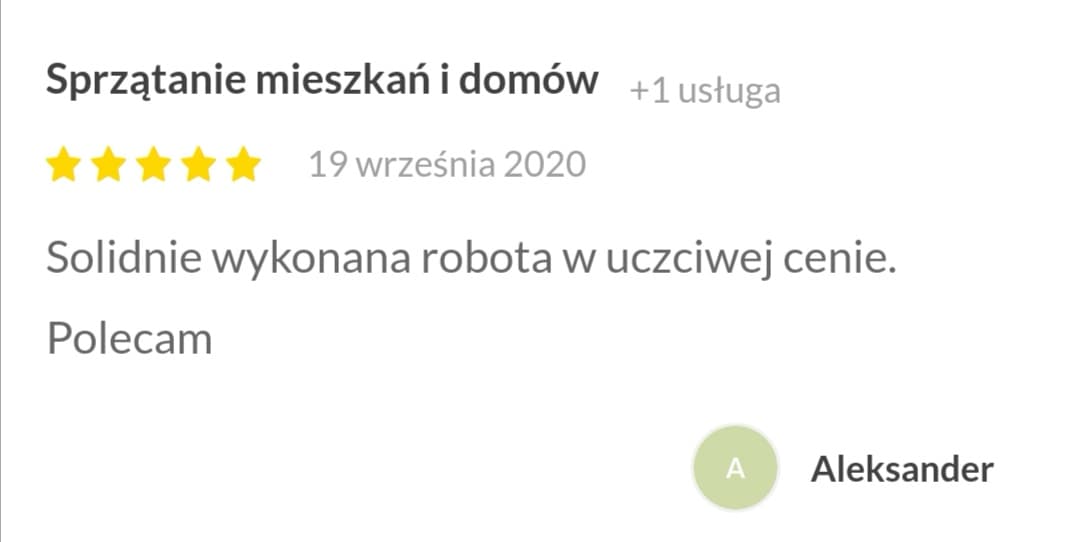 Sprzątanie mieszkań i domów +1 usługa
19 września 2020
Solidnie wykonana robota w uczciwej cenie.
Polecam
A Aleksander